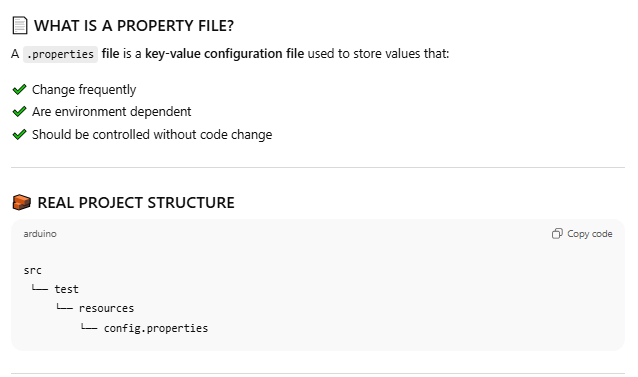 WHAT IS A PROPERTY FILE?
A .properties file is a key-value configuration file used to store values that:
Change frequently
Are environment dependent
Should be controlled without code change
REAL PROJECT STRUCTURE
arduino Copy code
src
└── test
└── resources
└── config.properties